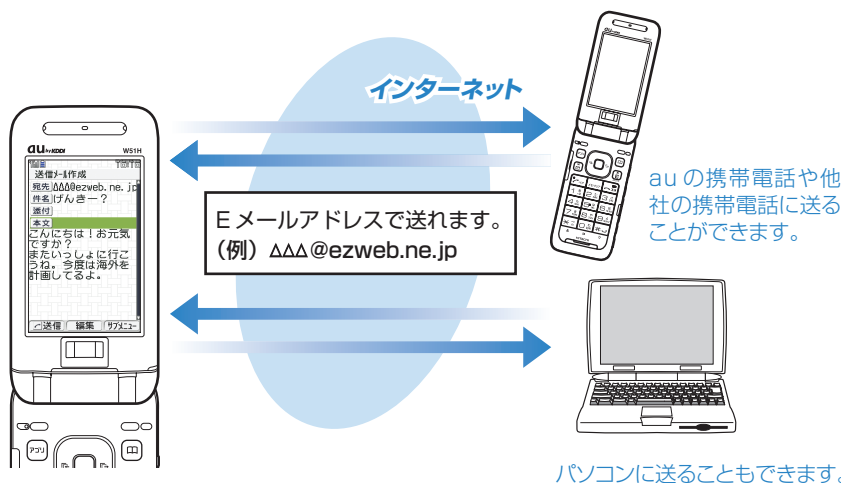 インターネット
au by KDDI W51H
送信ﾒｰﾙ作成
宛先 ΔΔΔ@ezweb.ne.jp
件名 げんきー?
添付
本文
こんにちは!お元気
ですか?
またいっしょに行こ
うね。今度は海外を
計画してるよ。
送信 編集 ｻﾌﾞﾒﾆｭｰ
アプリ
Eメールアドレスで送れます。
(例) ΔΔΔ@ezweb.ne.jp
auの携帯電話や他
社の携帯電話に送る
ことができます。
パソコンに送ることもできます。